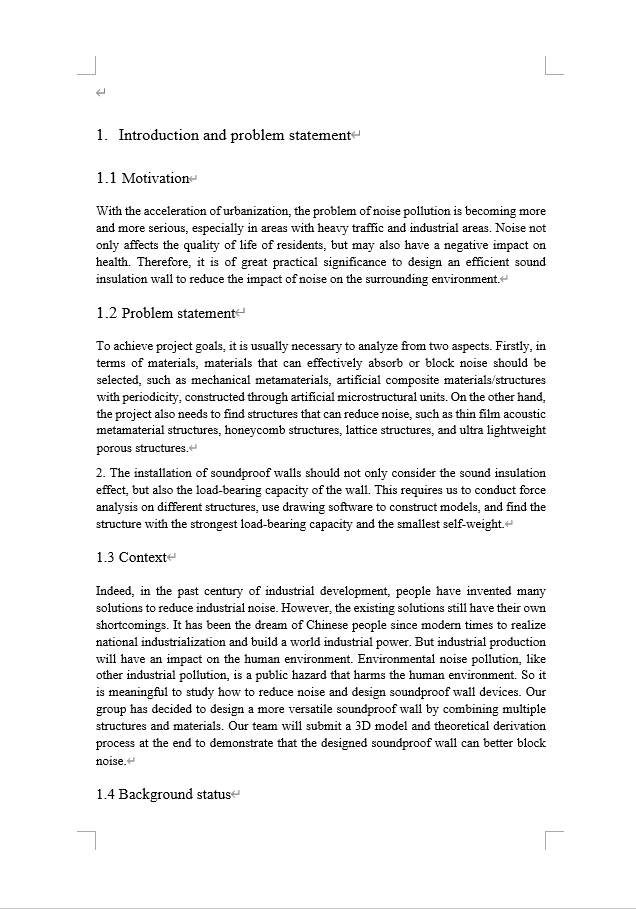 1. Introduction and problem statement
1.1 Motivation
With the acceleration of urbanization, the problem of noise pollution is becoming more
and more serious, especially in areas with heavy traffic and industrial areas. Noise not
only affects the quality of life of residents, but may also have a negative impact on
health. Therefore, it is of great practical significance to design an efficient sound
insulation wall to reduce the impact of noise on the surrounding environment.
1.2 Problem statement
To achieve project goals, it is usually necessary to analyze from two aspects. Firstly, in
terms of materials, materials that can effectively absorb or block noise should be
selected, such as mechanical metamaterials, artificial composite materials/structures
with periodicity, constructed through artificial microstructural units. On the other hand,
the project also needs to find structures that can reduce noise, such as thin film acoustic
metamaterial structures, honeycomb structures, lattice structures, and ultra lightweight
porous structures.
2. The installation of soundproof walls should not only consider the sound insulation
effect, but also the load-bearing capacity of the wall. This requires us to conduct force
analysis on different structures, use drawing software to construct models, and find the
structure with the strongest load-bearing capacity and the smallest self-weight.
1.3 Context
Indeed, in the past century of industrial development, people have invented many
solutions to reduce industrial noise. However, the existing solutions still have their own
shortcomings. It has been the dream of Chinese people since modern times to realize
national industrialization and build a world industrial power. But industrial production
will have an impact on the human environment. Environmental noise pollution, like
other industrial pollution, is a public hazard that harms the human environment. So it
is meaningful to study how to reduce noise and design soundproof wall devices. Our
group has decided to design a more versatile soundproof wall by combining multiple
structures and materials. Our team will submit a 3D model and theoretical derivation
process at the end to demonstrate that the designed soundproof wall can better block
noise.
1.4 Background status